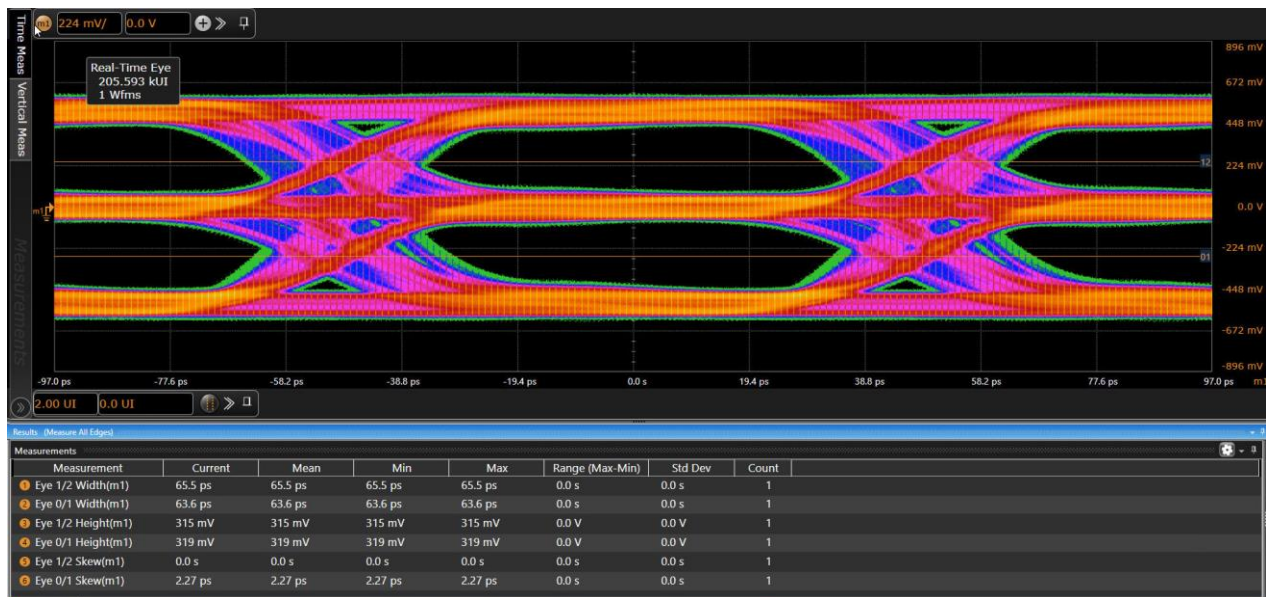 Time Meas
Vertical Meas
Measurements
m1 224 mV/ 0.0 V
Real-Time Eye
205.593 kUI
1 Wfms
896 mV
672 mV
448 mV
224 mV
12
0.0 V
m1
-224 mV
01
-448 mV
-672 mV
-896 mV
-97.0 ps -77.6 ps -58.2 ps -38.8 ps -19.4 ps 0.0 s 19.4 ps 38.8 ps 58.2 ps 77.6 ps 97.0 ps m1
2.00 UI 0.0 UI
Results (Measure All Edges)
Measurements
Measurement Current Mean Min Max Range (Max-Min) Std Dev Count
1 Eye 1/2 Width(m1) 65.5 ps 65.5 ps 65.5 ps 65.5 ps 0.0 s 0.0 s 1
2 Eye 0/1 Width(m1) 63.6 ps 63.6 ps 63.6 ps 63.6 ps 0.0 s 0.0 s 1
3 Eye 1/2 Height(m1) 315 mV 315 mV 315 mV 315 mV 0.0 V 0.0 V 1
4 Eye 0/1 Height(m1) 319 mV 319 mV 319 mV 319 mV 0.0 V 0.0 V 1
5 Eye 1/2 Skew(m1) 0.0 s 0.0 s 0.0 s 0.0 s 0.0 s 0.0 s 1
6 Eye 0/1 Skew(m1) 2.27 ps 2.27 ps 2.27 ps 2.27 ps 0.0 s 0.0 s 1